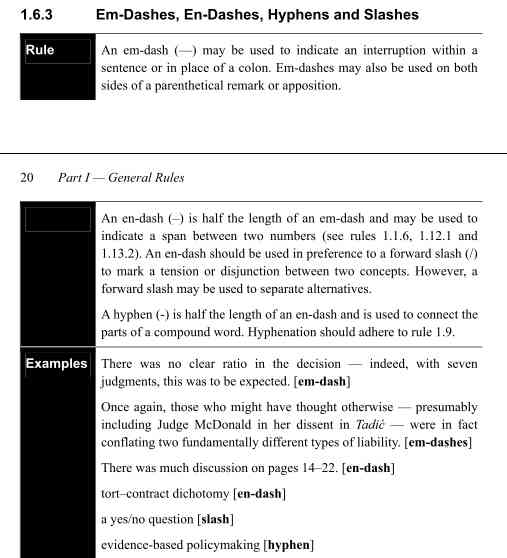 1.6.3 Em-Dashes, En-Dashes, Hyphens and Slashes
Rule
An em-dash (—) may be used to indicate an interruption within a
sentence or in place of a colon. Em-dashes may also be used on both
sides of a parenthetical remark or apposition.
20 Part I — General Rules
An en-dash (–) is half the length of an em-dash and may be used to
indicate a span between two numbers (see rules 1.1.6, 1.12.1 and
1.13.2). An en-dash should be used in preference to a forward slash (/)
to mark a tension or disjunction between two concepts. However, a
forward slash may be used to separate alternatives.
A hyphen (-) is half the length of an en-dash and is used to connect the
parts of a compound word. Hyphenation should adhere to rule 1.9.
Examples
There was no clear ratio in the decision — indeed, with seven
judgments, this was to be expected. [em-dash]
Once again, those who might have thought otherwise — presumably
including Judge McDonald in her dissent in Tadić — were in fact
conflating two fundamentally different types of liability. [em-dashes]
There was much discussion on pages 14–22. [en-dash]
tort–contract dichotomy [en-dash]
a yes/no question [slash]
evidence-based policymaking [hyphen]